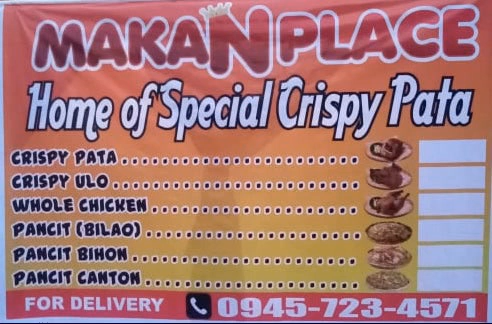 MAKAN PLACE
Home of Special Crispy Pata
CRISPY PATA
CRISPY ULO
WHOLE CHICKEN
PANCIT (BILAO)
PANCIT BIHON
PANCIT CANTON
FOR DELIVERY 0945-723-4571